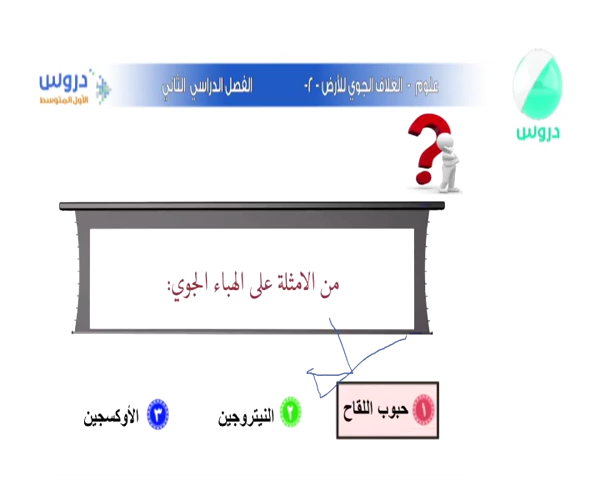 علوم - الغلاف الجوي للأرض - ٢- الفصل الدراسي الثاني
دروس
الأول المتوسط
دروس
من الامثلة على الهباء الجوي:
١ حبوب اللقاح
٢ النيتروجين
٣ الأوكسجين